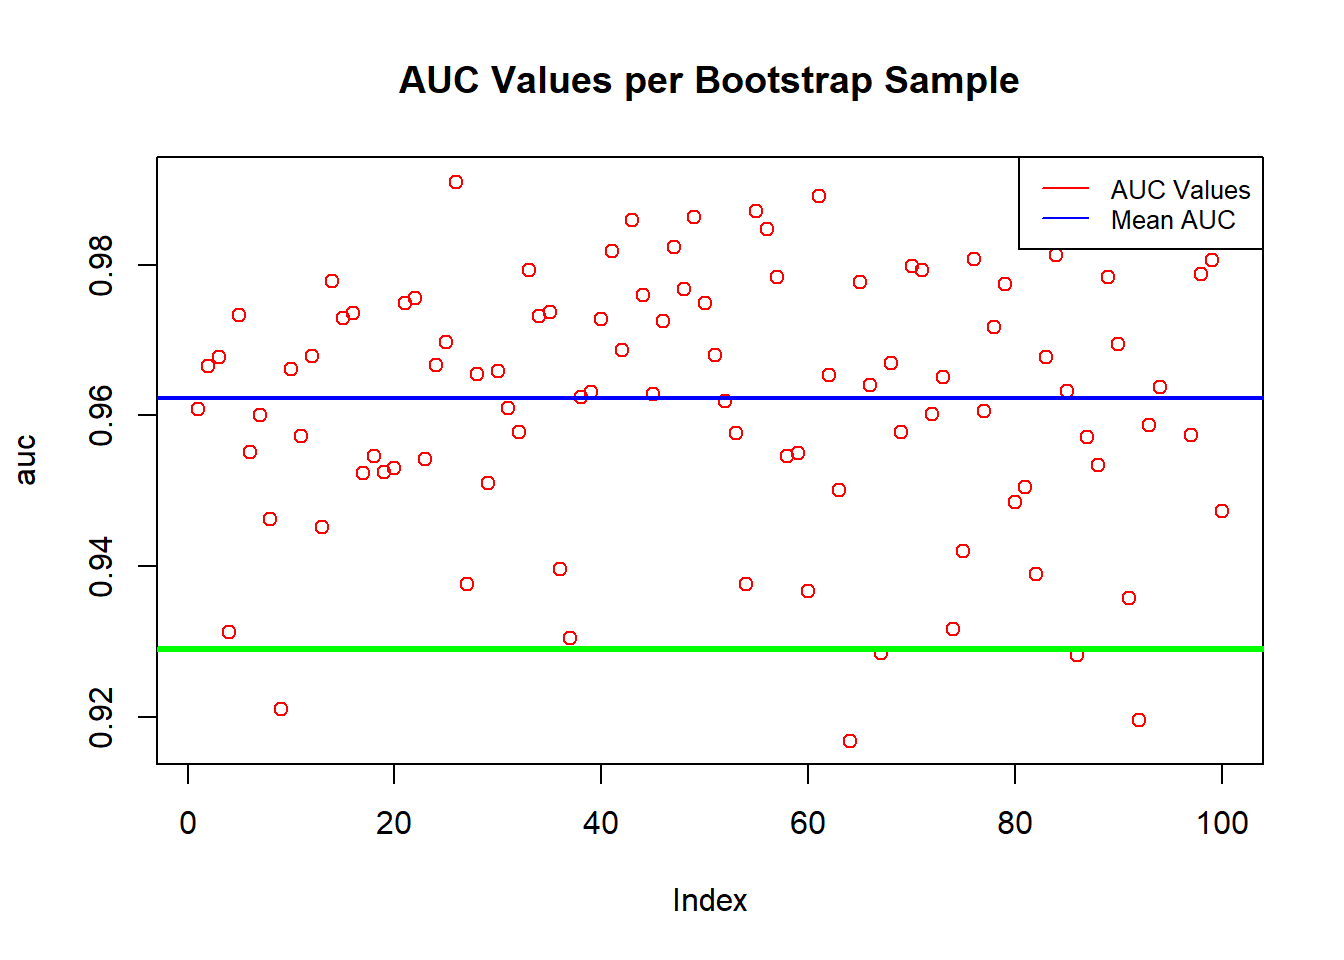 AUC Values per Bootstrap Sample
AUC Values
Mean AUC
auc
0.98
0.96
0.94
0.92
0 20 40 60 80 100
Index